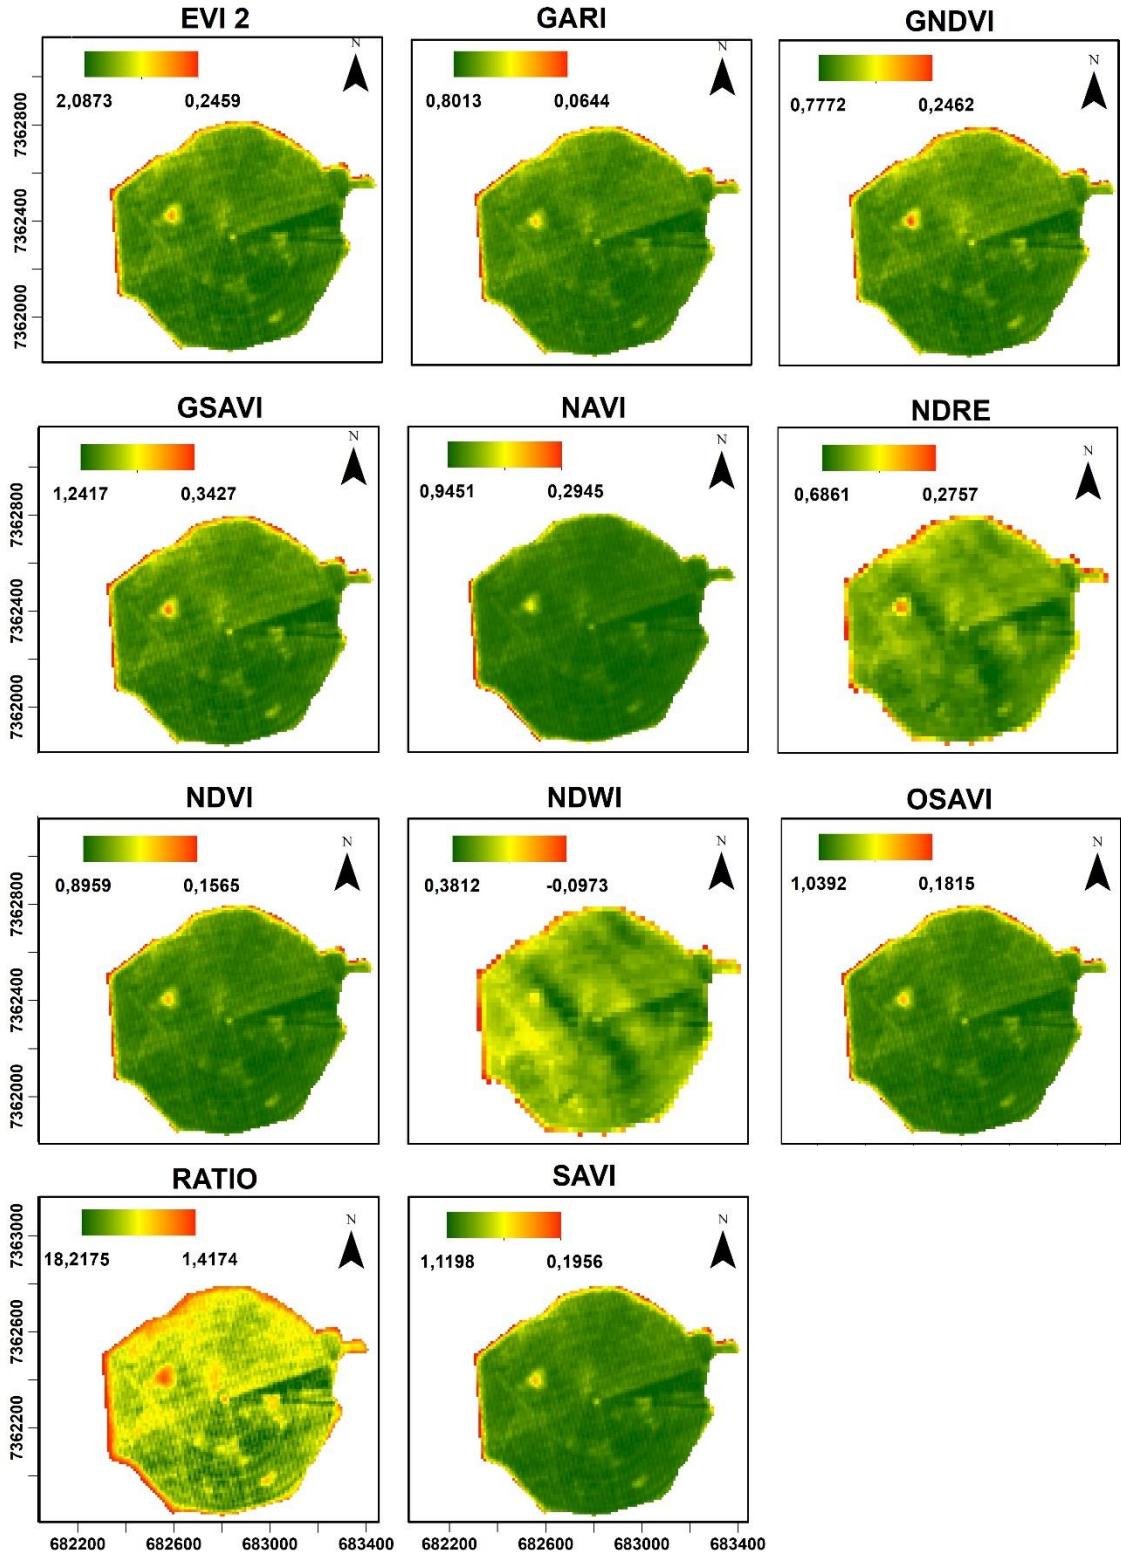 EVI 2 GARI GNDVI
N N N
2,0873 0,2459 0,8013 0,0644 0,7772 0,2462
7362800
7362400
7362000
GSAVI NAVI NDRE
N N N
1,2417 0,3427 0,9451 0,2945 0,6861 0,2757
7362800
7362400
7362000
NDVI NDWI OSAVI
N N N
0,8959 0,1565 0,3812 -0,0973 1,0392 0,1815
7362800
7362400
7362000
RATIO SAVI
N N
18,2175 1,4174 1,1198 0,1956
7363000
7362600
7362200
682200 682600 683000 683400 682200 682600 683000 683400